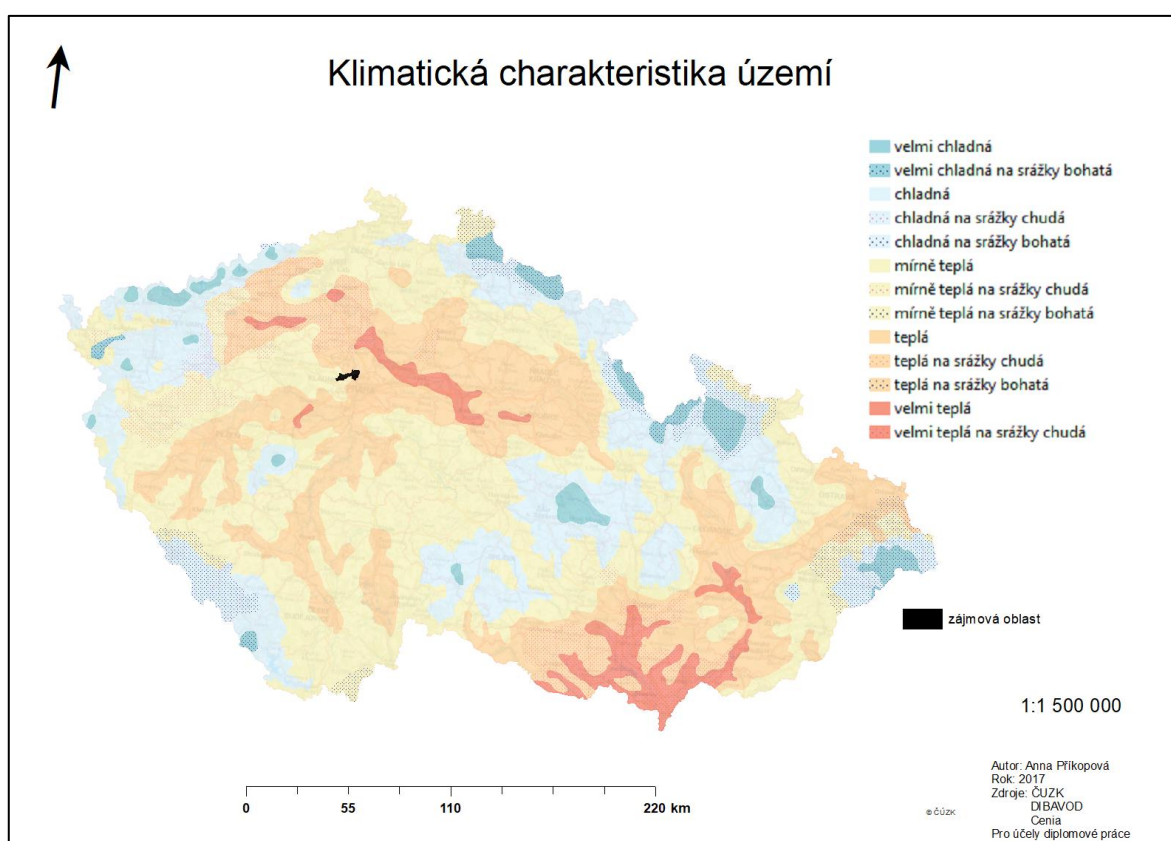 Klimatická charakteristika území
velmi chladná
velmi chladná na srážky bohatá
chladná
chladná na srážky chudá
chladná na srážky bohatá
mírně teplá
mírně teplá na srážky chudá
mírně teplá na srážky bohatá
teplá
teplá na srážky chudá
teplá na srážky bohatá
velmi teplá
velmi teplá na srážky chudá
zájmová oblast
1:1 500 000
0 55 110 220 km
© ČÚZK
Autor: Anna Příkopová
Rok: 2017
Zdroje: ČUZK
DIBAVOD
Cenia
Pro účely diplomové práce